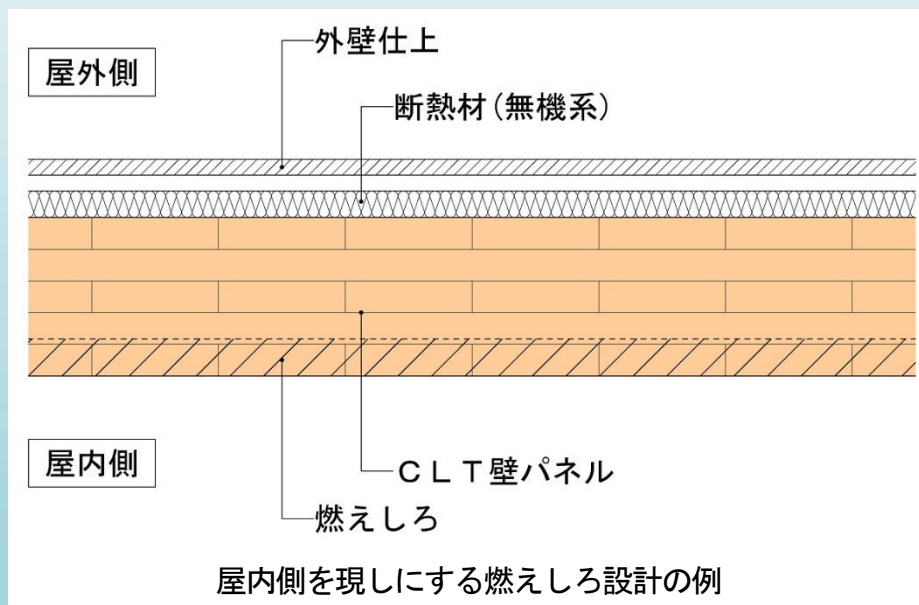 外壁仕上
屋外側
断熱材(無機系)
屋内側
CLT壁パネル
燃えしろ
屋内側を現しにする燃えしろ設計の例